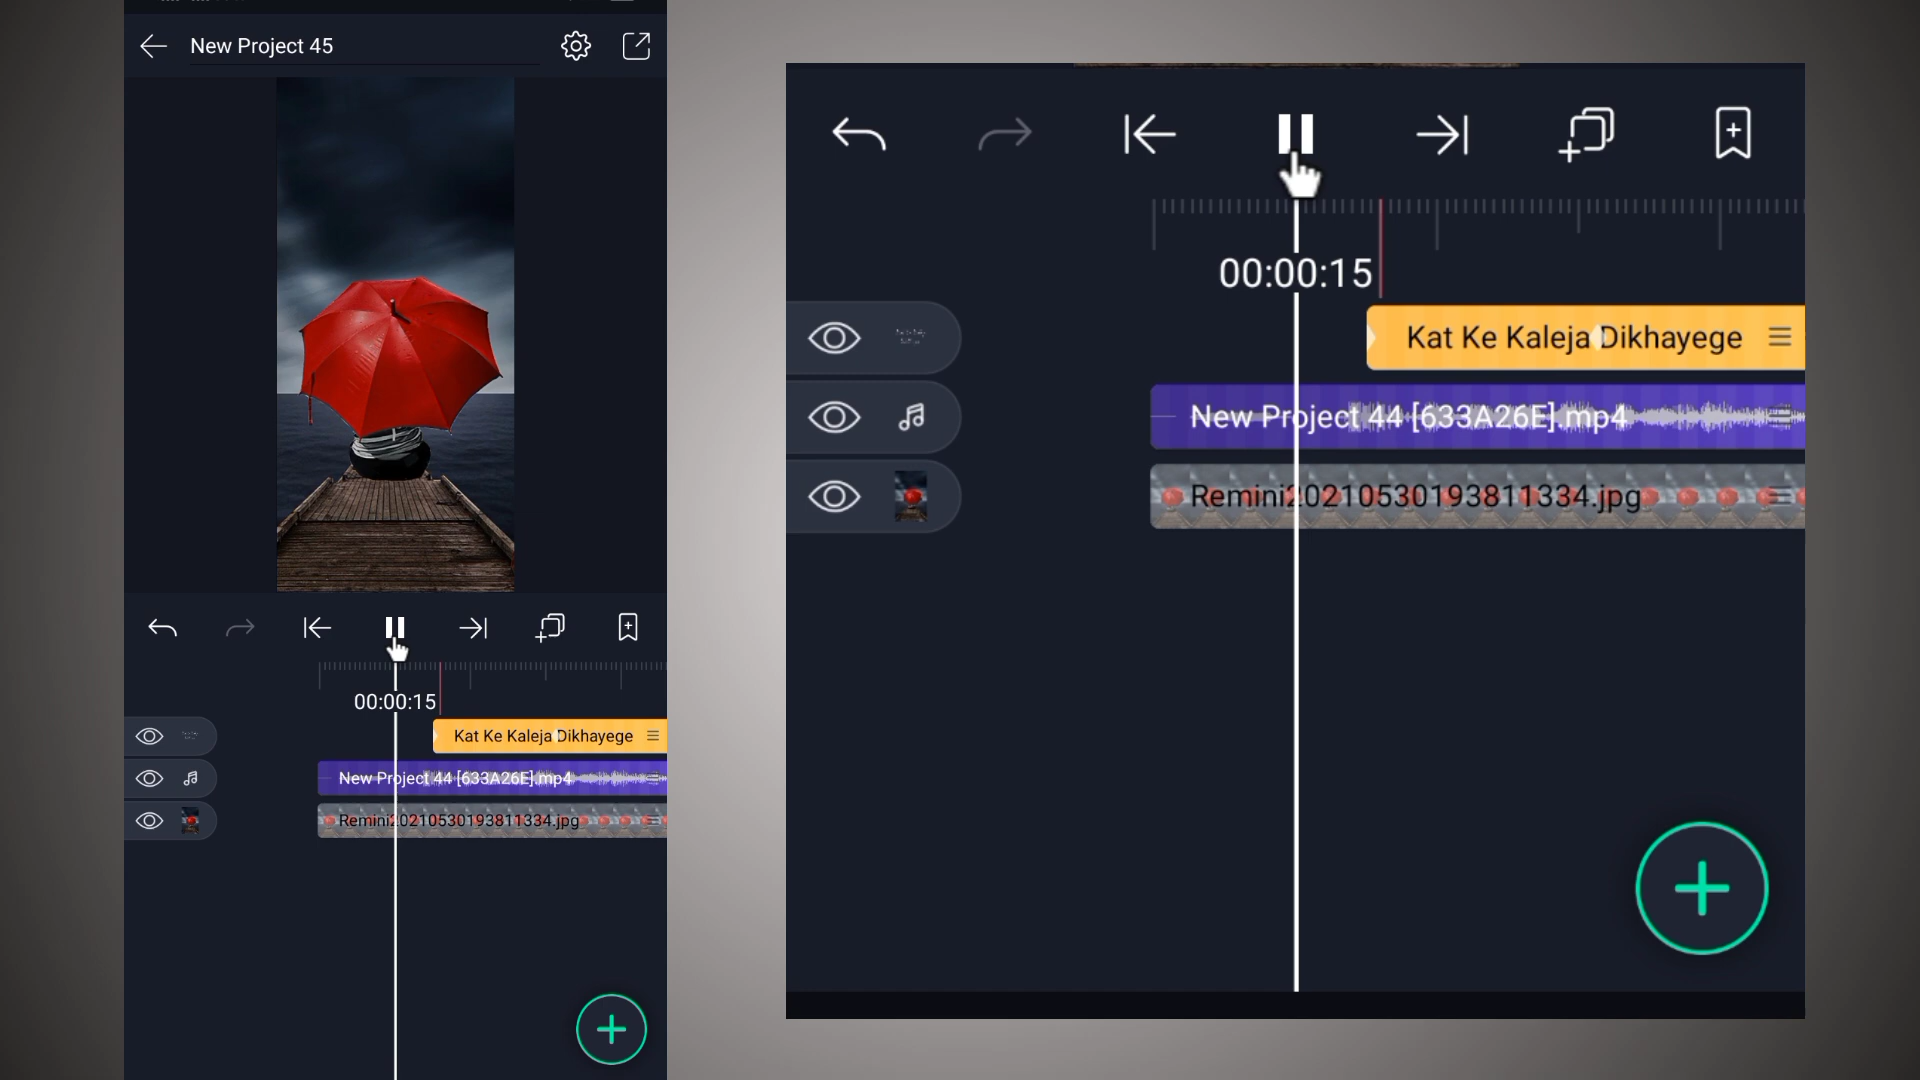 New Project 45
00:00:15
Kat Ke Kaleja Dikhayege
New Project 44 [633A26E].mp4
Remini20210530193811334.jpg
00:00:15
Kat Ke Kaleja Dikhayege
New Project 44 [633A26E].mp4
Remini20210530193811334.jpg